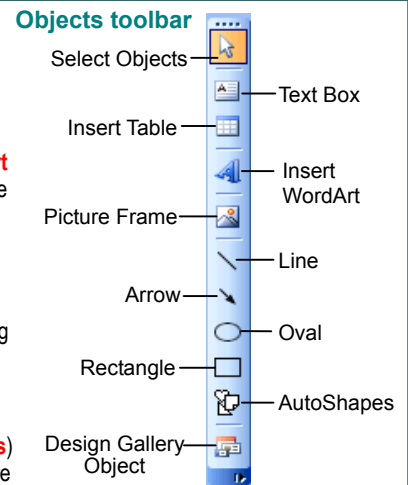 Objects toolbar
Select Objects
Text Box
Insert Table
rt
Insert
WordArt
e
Picture Frame
Line
Arrow
g
Oval
Rectangle
AutoShapes
s)
Design Gallery
Object
e